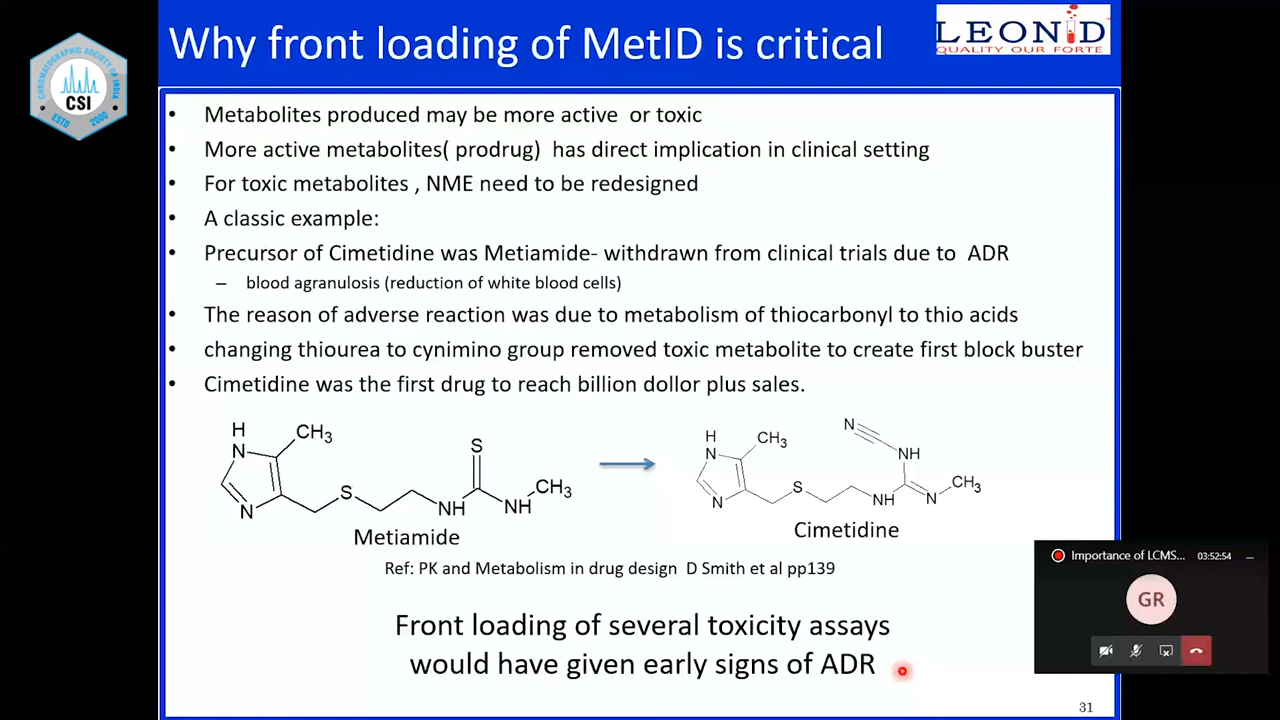 Why front loading of MetID is critical
LEONID
QUALITY OUR FORTE
CHROMATOGRAPHIC SOCIETY OF INDIA
CSI
ESTD 2000
• Metabolites produced may be more active or toxic
• More active metabolites( prodrug) has direct implication in clinical setting
• For toxic metabolites , NME need to be redesigned
• A classic example:
• Precursor of Cimetidine was Metiamide- withdrawn from clinical trials due to ADR
– blood agranulosis (reduction of white blood cells)
• The reason of adverse reaction was due to metabolism of thiocarbonyl to thio acids
• changing thiourea to cynimino group removed toxic metabolite to create first block buster
• Cimetidine was the first drug to reach billion dollor plus sales.
H
N
CH3
N
S
NH
S
NH
CH3
Metiamide
H
N
CH3
N
S
NH
N
NH
N
CH3
Cimetidine
Ref: PK and Metabolism in drug design D Smith et al pp139
Front loading of several toxicity assays
would have given early signs of ADR
Importance of LCMS... 03:52:54
GR
31